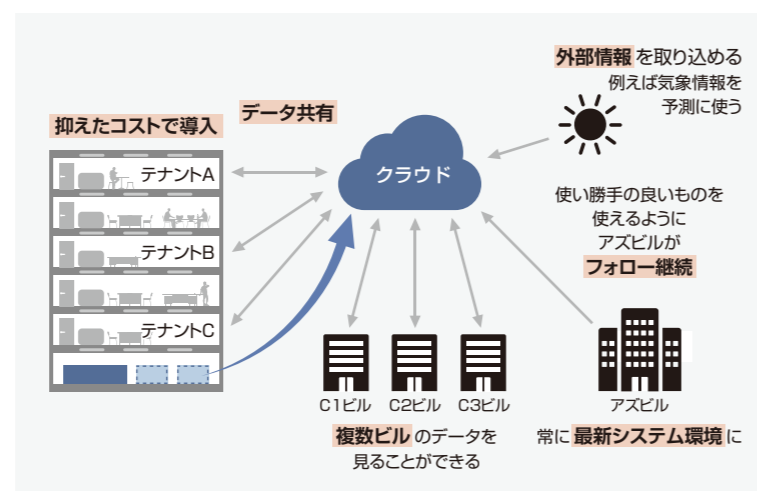 外部情報を取り込める
例えば気象情報を
予測に使う
データ共有
抑えたコストで導入
テナントA
クラウド
テナントB
テナントC
使い勝手の良いものを
使えるように
アズビルが
フォロー継続
C1ビル
C2ビル
C3ビル
アズビル
複数ビルのデータを
見ることができる
常に最新システム環境に